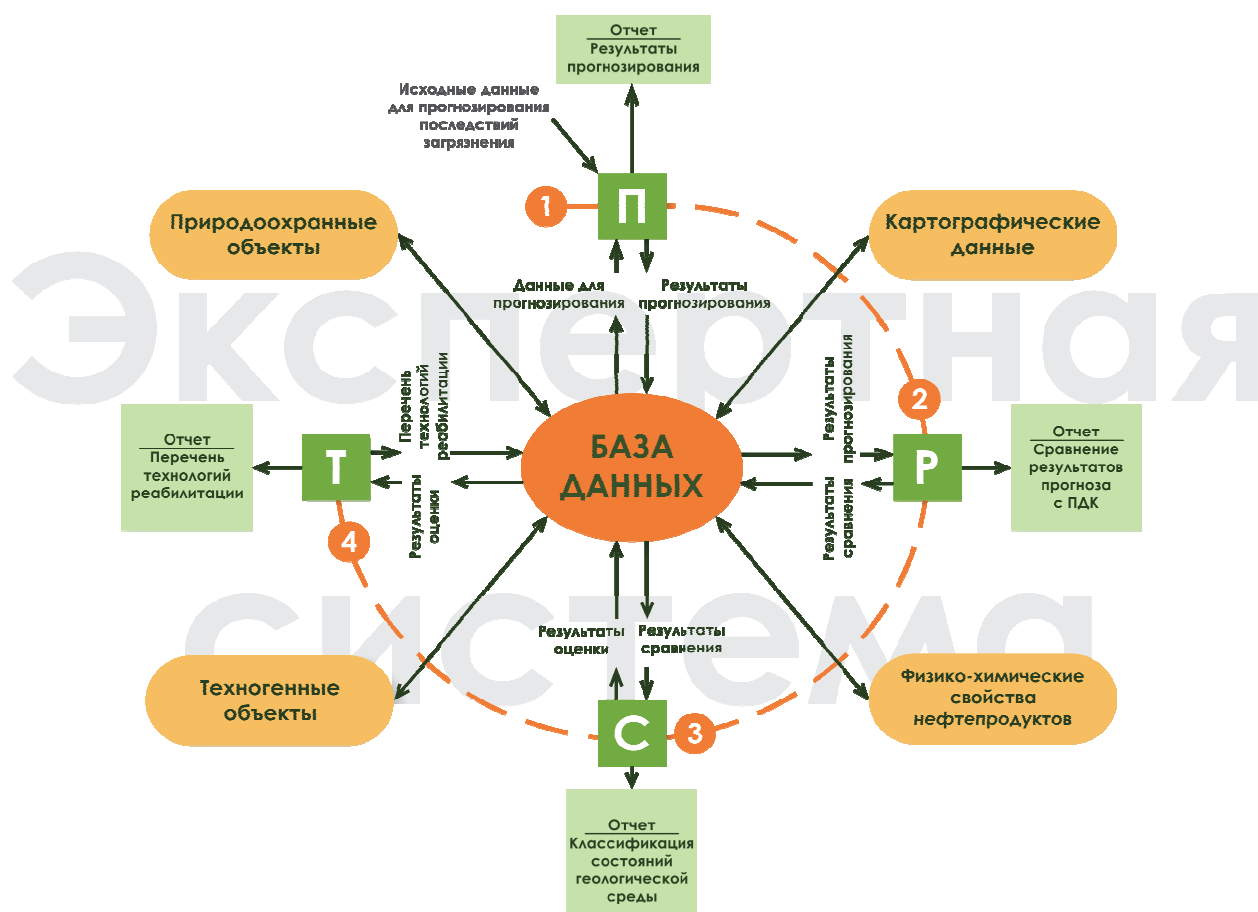 Отчет
Результаты
прогнозирования
Исходные данные
для прогнозирования
последствий
загрязнения
П
1
Природоохранные
объекты
Картографические
данные
Данные для
прогнозирования
Результаты
прогнозирования
Экспертная
система
Перечень
технологий
реабилитации
Результаты
прогнозирования
2
Отчет
Перечень
технологий
реабилитации
Т
БАЗА
ДАННЫХ
Р
Отчет
Сравнение
результатов
прогноза
с ПДК
Результаты
оценки
Результаты
сравнения
4
Результаты
оценки
Результаты
сравнения
Техногенные
объекты
Физико-химические
свойства
нефтепродуктов
С
3
Отчет
Классификация
состояний
геологической
среды